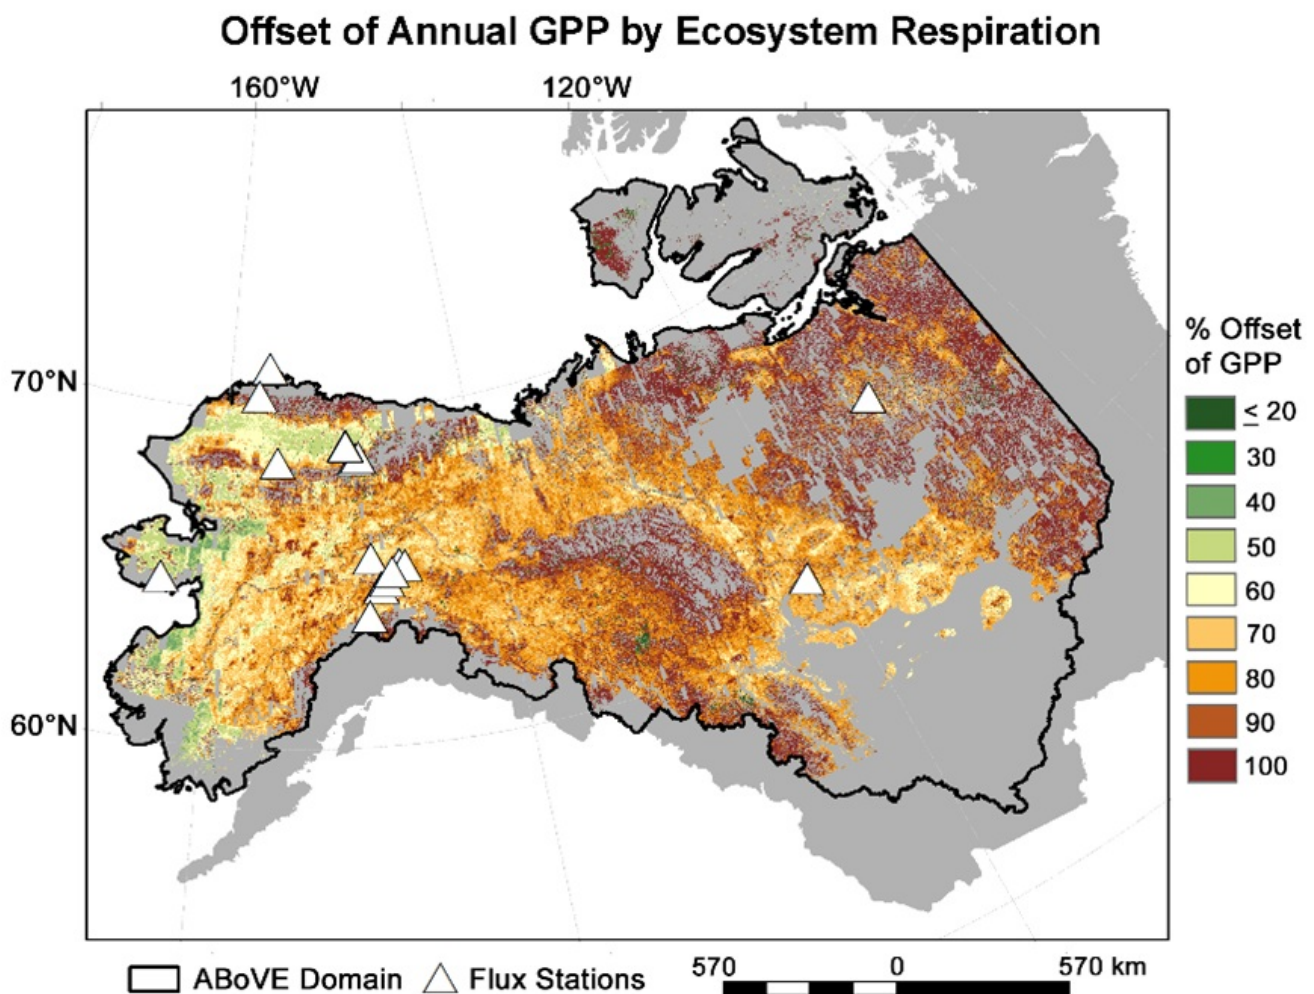 Offset of Annual GPP by Ecosystem Respiration
160°W 120°W
70°N
60°N
% Offset
of GPP
≤ 20
30
40
50
60
70
80
90
100
ABoVE Domain Flux Stations
570 0 570 km